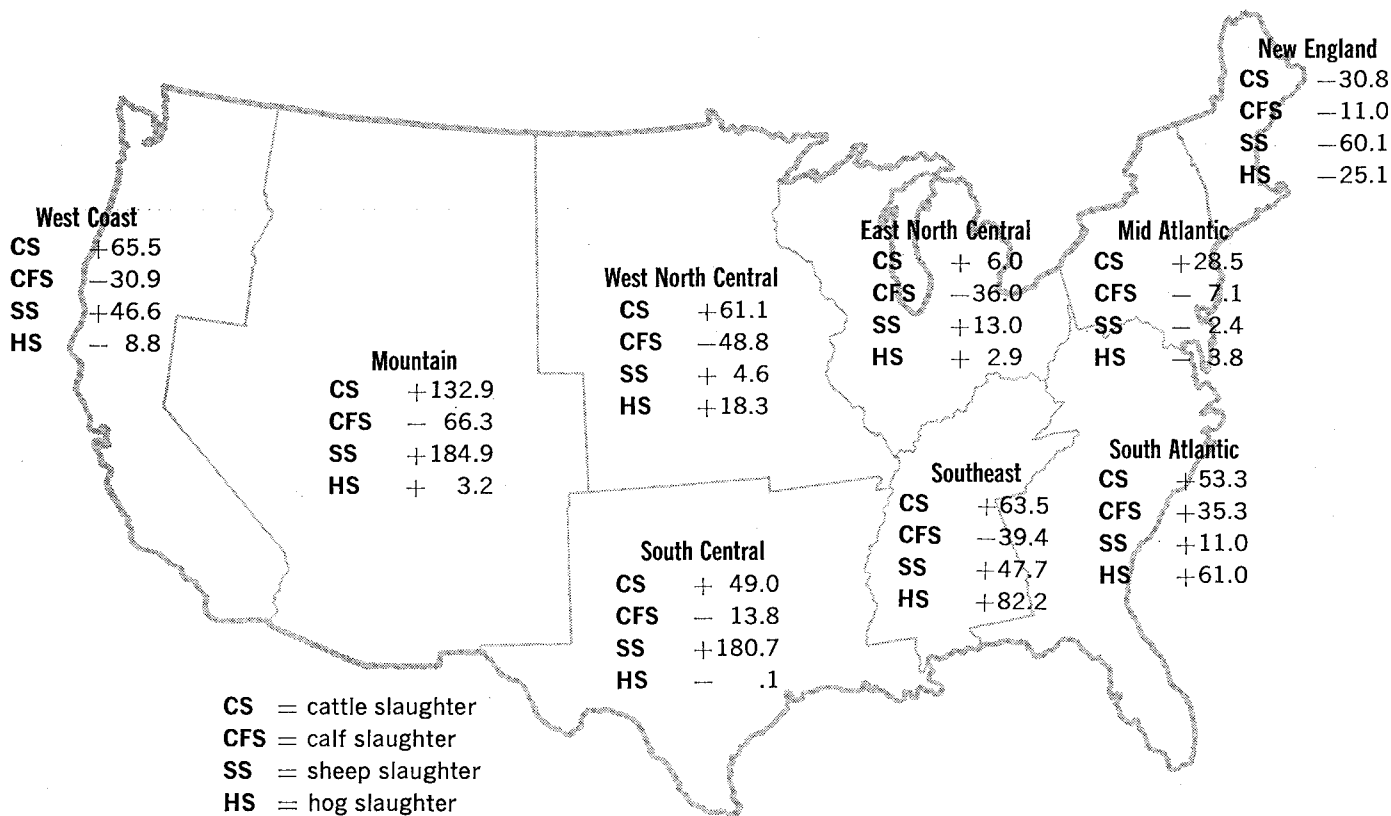 New England
CS −30.8
CFS −11.0
SS −60.1
HS −25.1
West Coast
CS +65.5
CFS −30.9
SS +46.6
HS − 8.8
Mountain
CS +132.9
CFS − 66.3
SS +184.9
HS + 3.2
West North Central
CS +61.1
CFS −48.8
SS + 4.6
HS +18.3
East North Central
CS + 6.0
CFS −36.0
SS +13.0
HS + 2.9
Mid Atlantic
CS +28.5
CFS − 7.1
SS − 2.4
HS − 3.8
South Central
CS + 49.0
CFS − 13.8
SS +180.7
HS − .1
Southeast
CS +63.5
CFS −39.4
SS +47.7
HS +82.2
South Atlantic
CS +53.3
CFS +35.3
SS +11.0
HS +61.0
CS = cattle slaughter
CFS = calf slaughter
SS = sheep slaughter
HS = hog slaughter